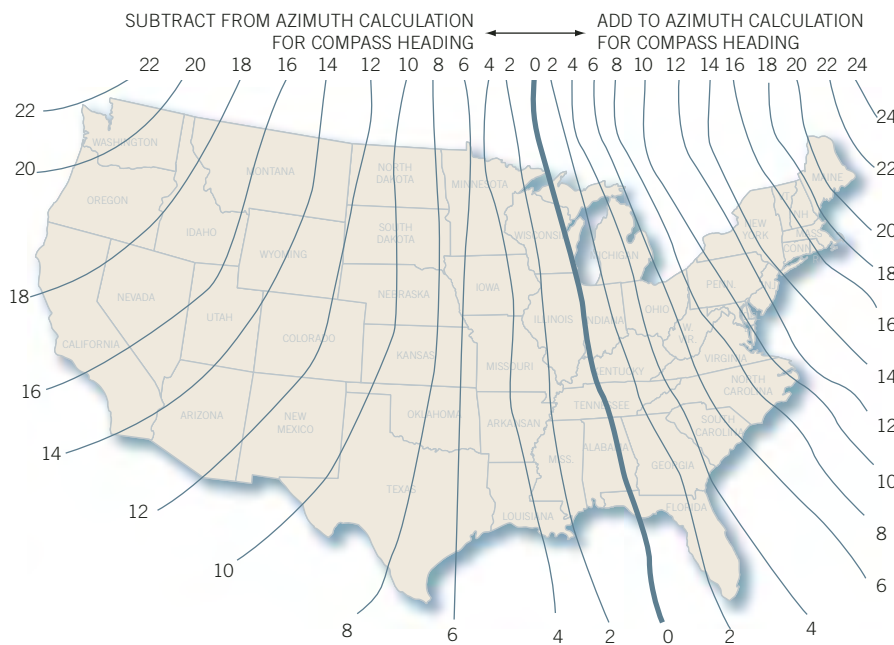 SUBTRACT FROM AZIMUTH CALCULATION
FOR COMPASS HEADING
ADD TO AZIMUTH CALCULATION
FOR COMPASS HEADING
22 20 18 16 14 12 10 8 6 4 2 0 2 4 6 8 10 12 14 16 18 20 22 24
22
24
WASHINGTON
20
MONTANA
NORTH
DAKOTA
MINNESOTA
MAINE
22
OREGON
IDAHO
SOUTH
DAKOTA
WISCONSIN
MICHIGAN
NEW
YORK
VT
NH
MASS
CONN
20
WYOMING
18
18
NEVADA
UTAH
NEBRASKA
IOWA
ILLINOIS
INDIANA
OHIO
PENN.
NJ
16
CALIFORNIA
COLORADO
KANSAS
MISSOURI
KENTUCKY
W.
VIR.
VIRGINIA
14
16
ARIZONA
NEW
MEXICO
OKLAHOMA
ARKANSAN
TENNESSEE
NORTH
CAROLINA
SOUTH
CAROLINA
12
14
MISS.
ALABAMA
GEORGIA
10
TEXAS
LOUISIANA
FLORIDA
12
8
10
6
8
6
4
2
0
2
4